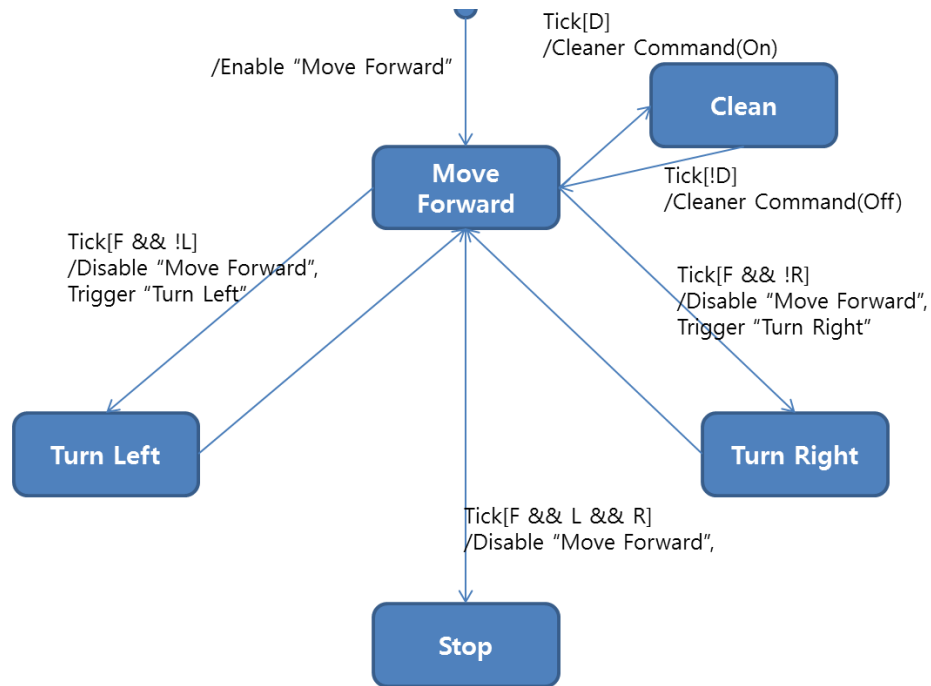 Tick[D]
/Cleaner Command(On)
/Enable “Move Forward”
Clean
Move
Forward
Tick[!D]
/Cleaner Command(Off)
Tick[F && !L]
/Disable “Move Forward”,
Trigger “Turn Left”
Tick[F && !R]
/Disable “Move Forward”,
Trigger “Turn Right”
Turn Left
Turn Right
Tick[F && L && R]
/Disable “Move Forward”,
Stop